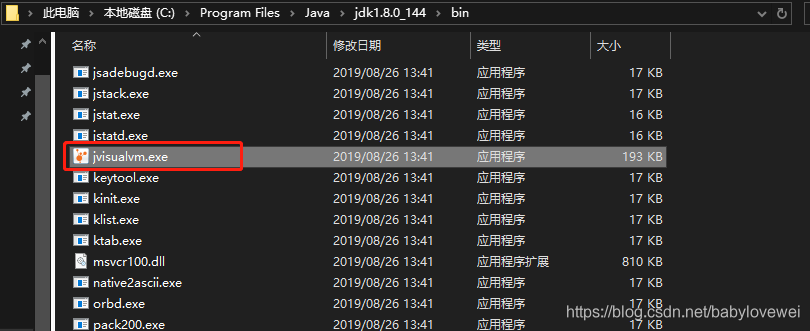 此电脑 › 本地磁盘 (C:) › Program Files › Java › jdk1.8.0_144 › bin
名称 修改日期 类型 大小
jsadebugd.exe 2019/08/26 13:41 应用程序 17 KB
jstack.exe 2019/08/26 13:41 应用程序 17 KB
jstat.exe 2019/08/26 13:41 应用程序 16 KB
jstatd.exe 2019/08/26 13:41 应用程序 16 KB
jvisualvm.exe 2019/08/26 13:41 应用程序 193 KB
keytool.exe 2019/08/26 13:41 应用程序 17 KB
kinit.exe 2019/08/26 13:41 应用程序 17 KB
klist.exe 2019/08/26 13:41 应用程序 17 KB
ktab.exe 2019/08/26 13:41 应用程序 17 KB
msvcr100.dll 2019/08/26 13:41 应用程序扩展 810 KB
native2ascii.exe 2019/08/26 13:41 应用程序 17 KB
orbd.exe 2019/08/26 13:41 应用程序 17 KB
pack200.exe 2019/08/26 13:41 应用程序 17 KB
https://blog.csdn.net/babylovewei